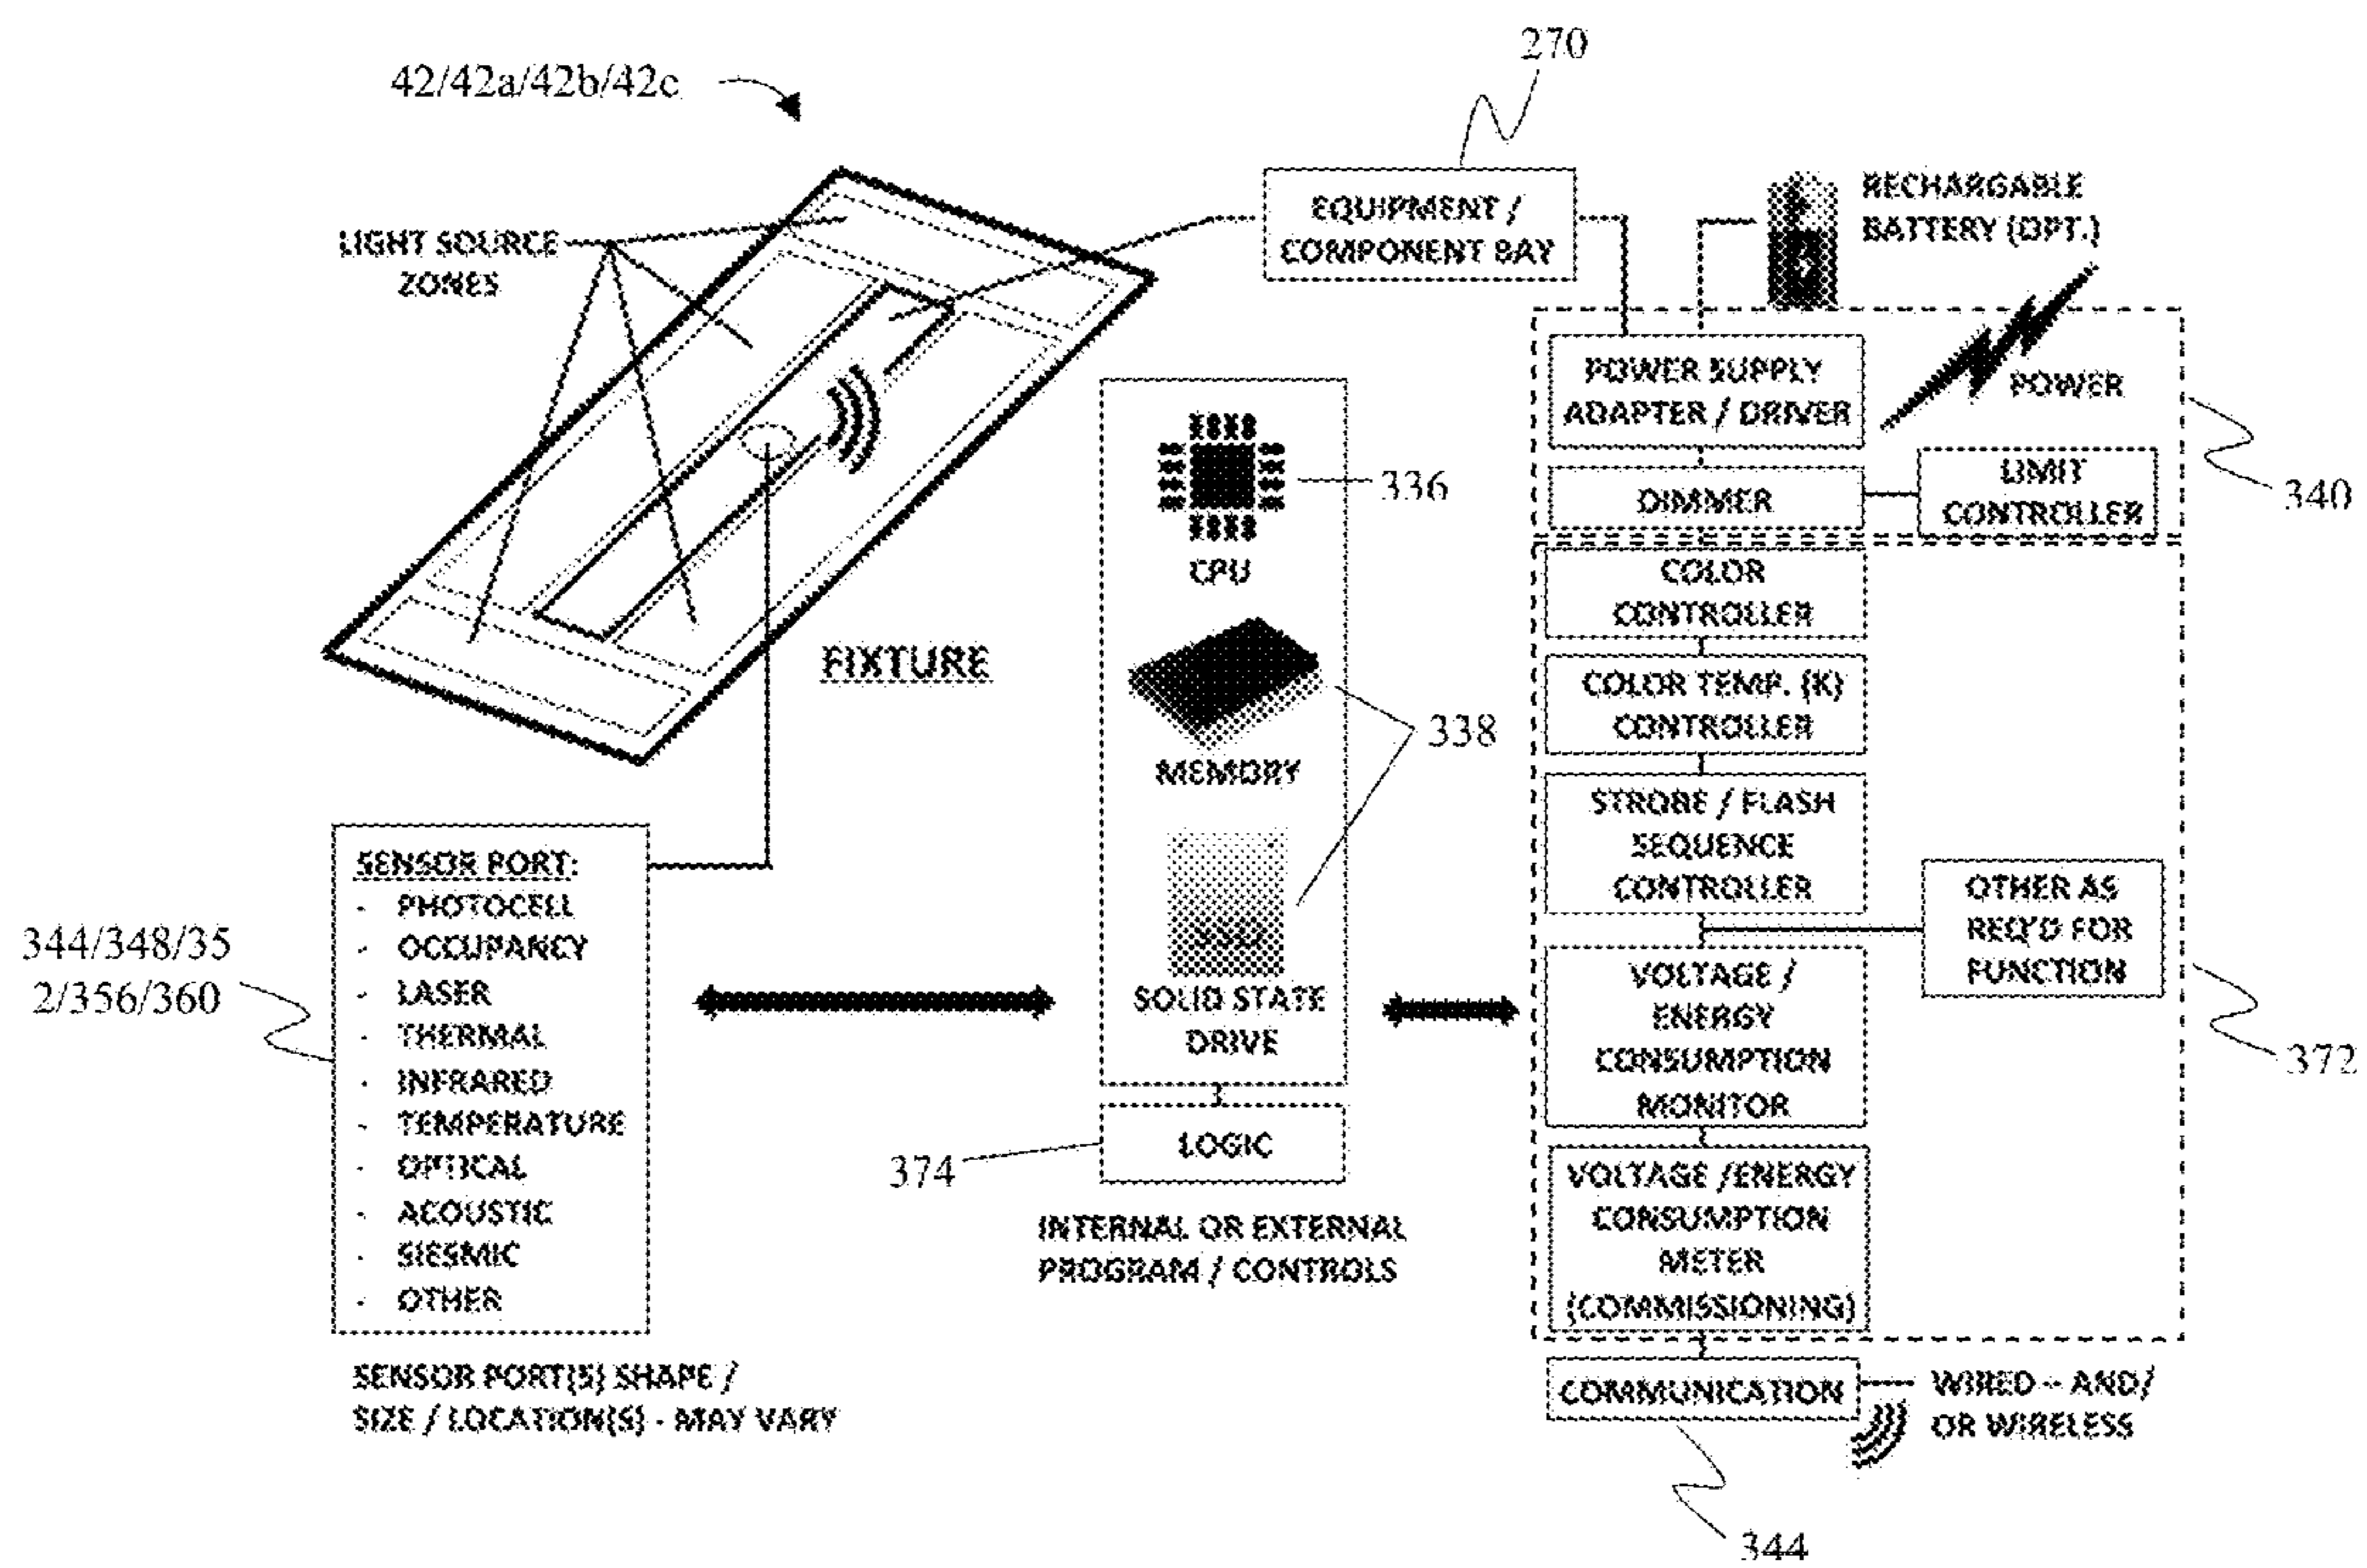 270
42/42a/42b/42c
EQUIPMENT /
COMPONENT BAY
RECHARGABLE
BATTERY (OPT.)
LIGHT SOURCE
ZONES
POWER SUPPLY
ADAPTER / DRIVER
POWER
340
DIMMER
LIMIT
CONTROLLER
336
CPU
COLOR
CONTROLLER
FIXTURE
COLOR TEMP. (K)
CONTROLLER
338
MEMORY
STROBE / FLASH
SEQUENCE
CONTROLLER
OTHER AS
REQ'D FOR
FUNCTION
SENSOR PORT:
- PHOTOCELL
- OCCUPANCY
- LASER
- THERMAL
- INFRARED
- TEMPERATURE
- OPTICAL
- ACOUSTIC
- SIESMIC
- OTHER
344/348/35
2/356/360
SOLID STATE
DRIVE
VOLTAGE /
ENERGY
CONSUMPTION
MONITOR
372
LOGIC
374
INTERNAL OR EXTERNAL
PROGRAM / CONTROLS
VOLTAGE /ENERGY
CONSUMPTION
METER
(COMMISSIONING)
SENSOR PORT(S) SHAPE /
SIZE / LOCATION(S) - MAY VARY
COMMUNICATION
WIRED - AND/
OR WIRELESS
344